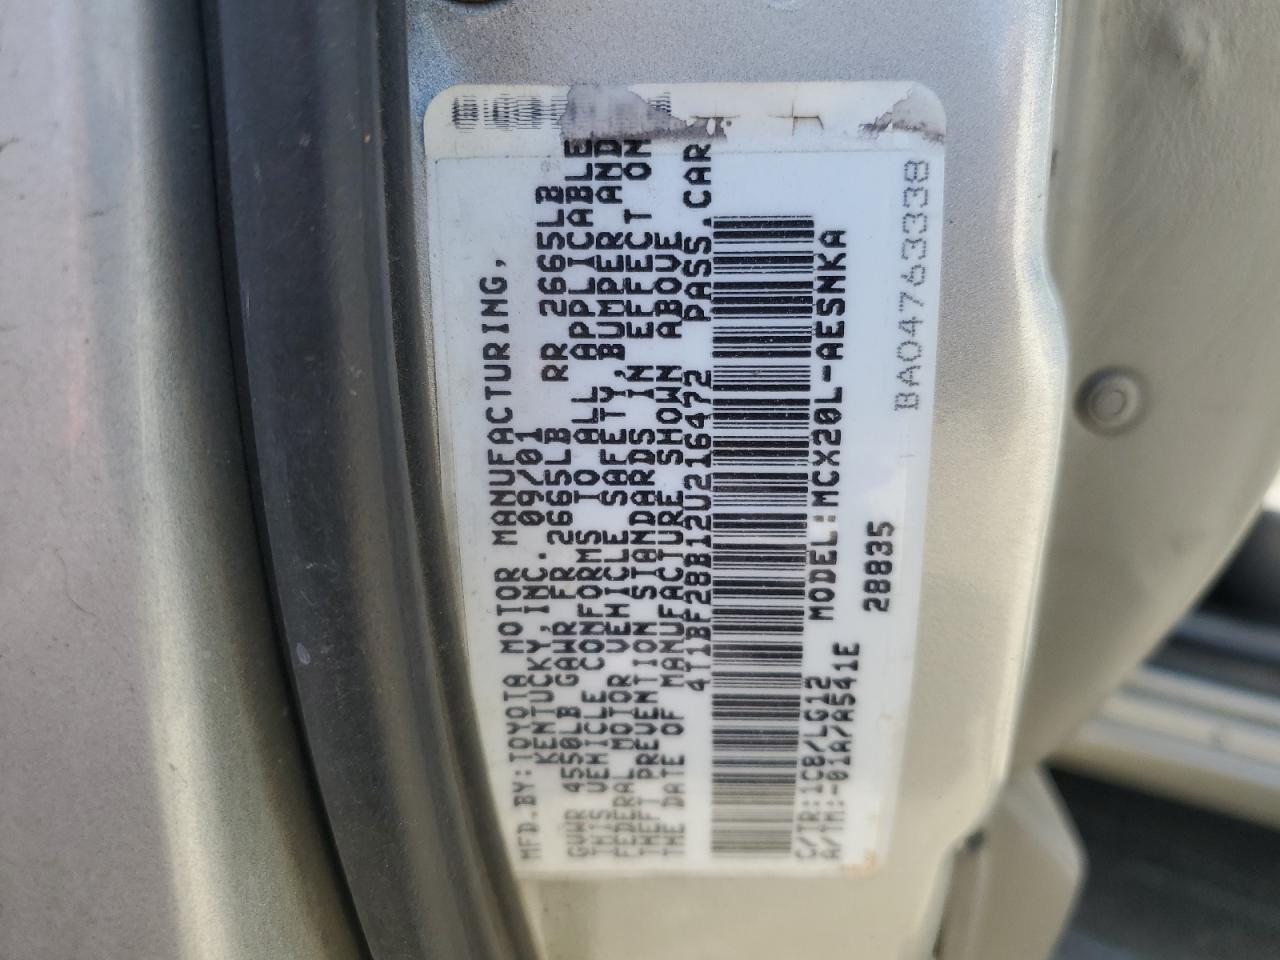 MFD.BY:TOYOTA MOTOR MANUFACTURING,
KENTUCKY,INC. 09/01
GVWR 4550LB GAWR FR 2665LB RR 2665LB
THIS VEHICLE CONFORMS TO ALL APPLICABLE
FEDERAL MOTOR VEHICLE SAFETY,BUMPER AND
THEFT PREVENTION STANDARDS IN EFFECT ON
THE DATE OF MANUFACTURE SHOWN ABOVE
4T1BF28B12U216472 PASS.CAR
C/TR:1C8/LG12 MODEL:MCX20L-AESNKA
A/TM:-01A/A541E 28835
BA04763338